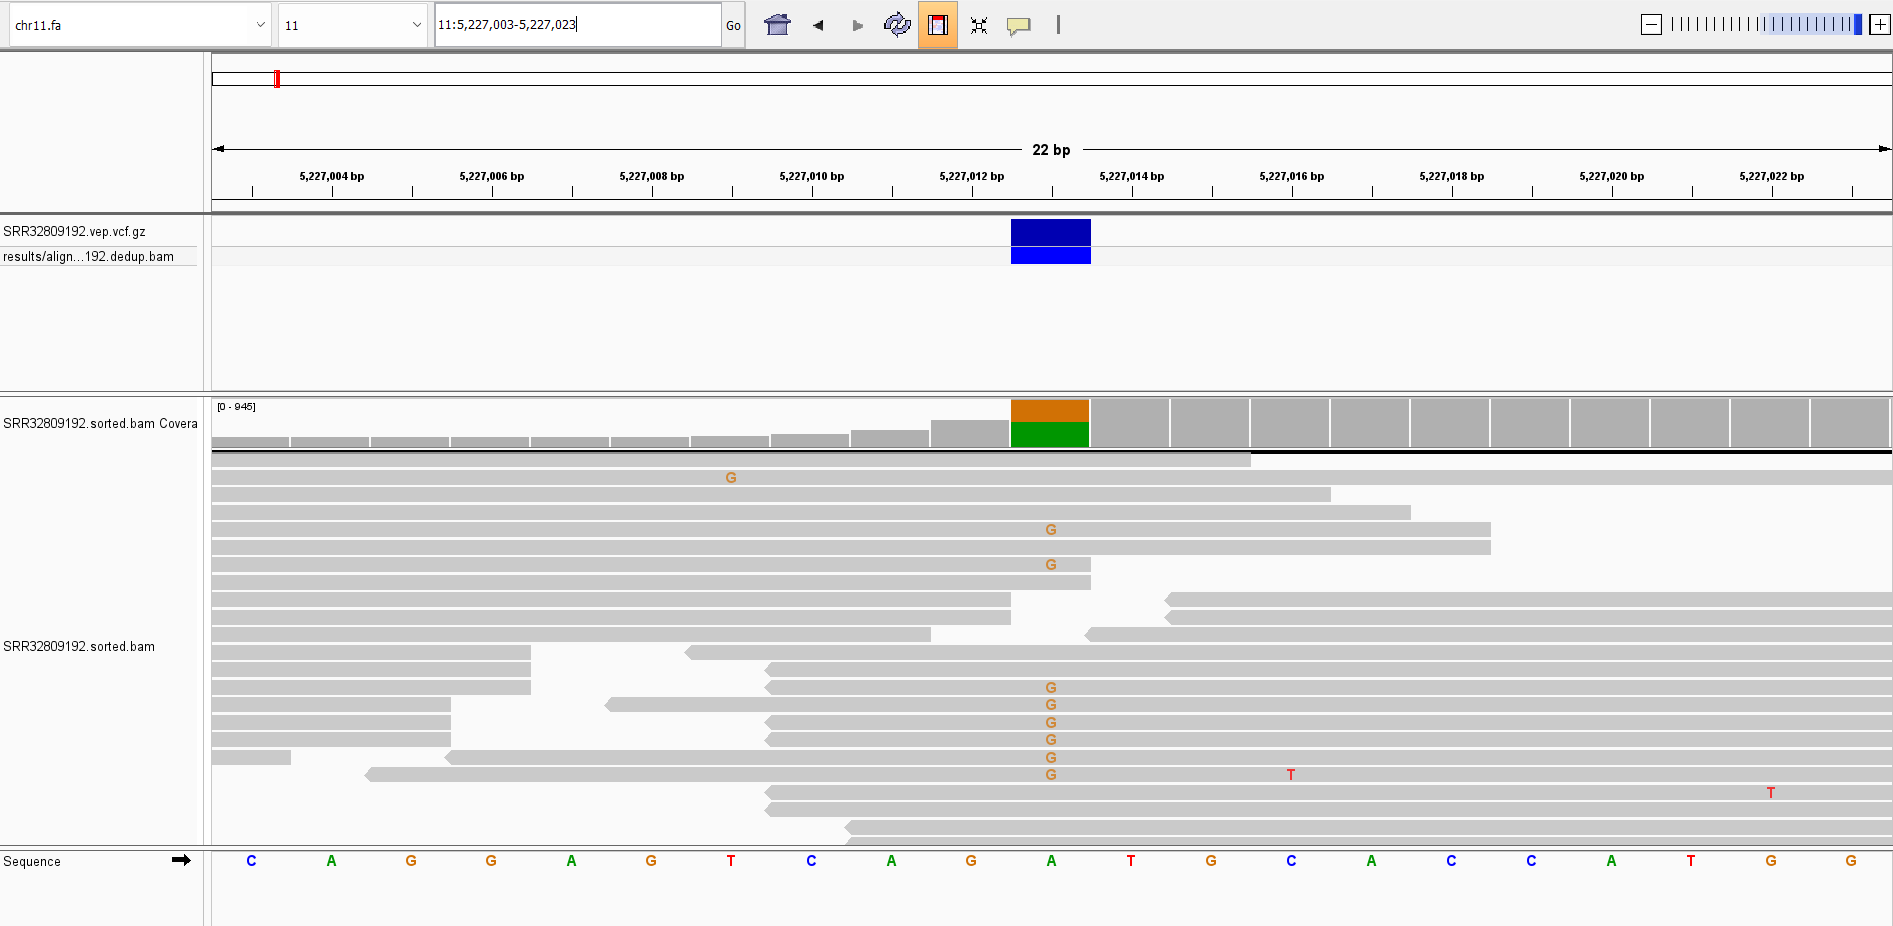 chr11.fa 11 11:5,227,003-5,227,023 Go
22 bp
5,227,004 bp 5,227,006 bp 5,227,008 bp 5,227,010 bp 5,227,012 bp 5,227,014 bp 5,227,016 bp 5,227,018 bp 5,227,020 bp 5,227,022 bp
SRR32809192.vep.vcf.gz
results/align...192.dedup.bam
[0 - 945]
SRR32809192.sorted.bam Covera
G
G
G
SRR32809192.sorted.bam
G
G
G
G
G
G T
T
Sequence C A G G A G T C A G A T G C A C C A T G G